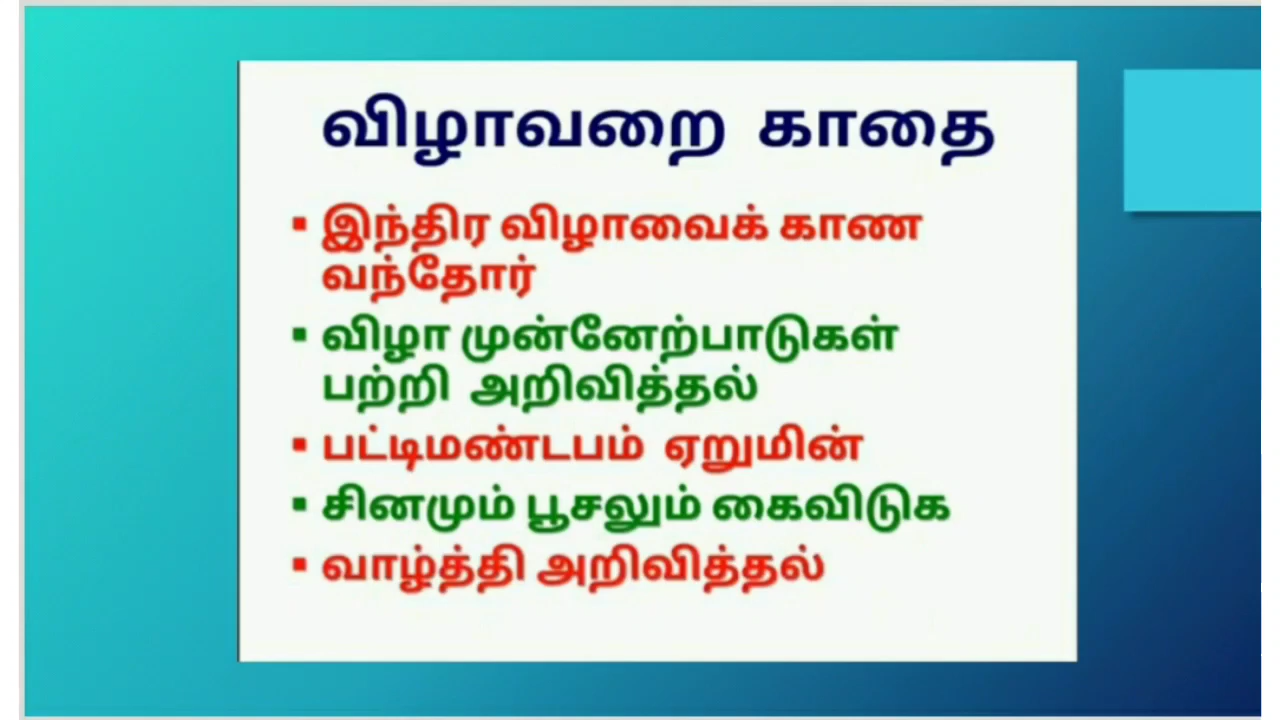 விழாவறை காதை
▪ இந்திர விழாவைக் காண
வந்தோர்
▪ விழா முன்னேற்பாடுகள்
பற்றி அறிவித்தல்
▪ பட்டிமண்டபம் ஏறுமின்
▪ சினமும் பூசலும் கைவிடுக
▪ வாழ்த்தி அறிவித்தல்